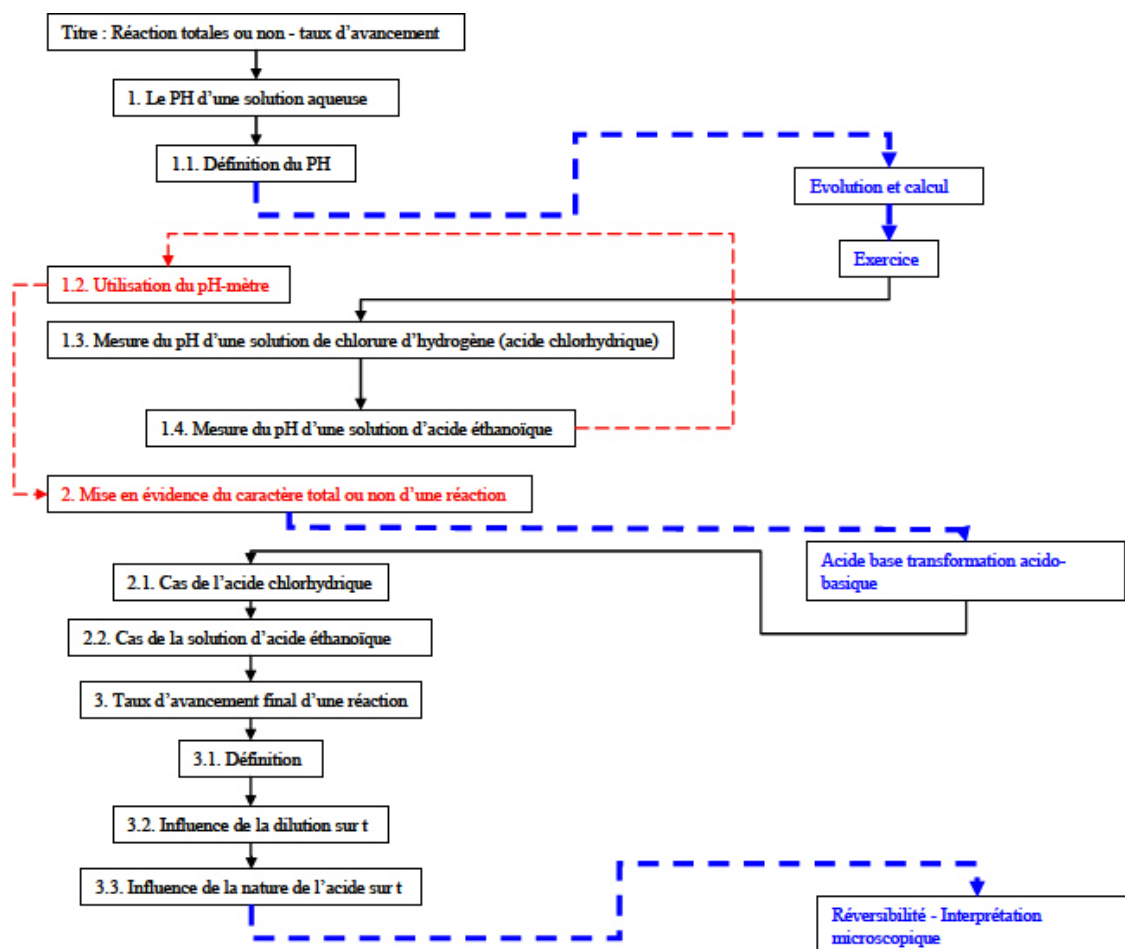 Titre : Réaction totales ou non - taux d’avancement
1. Le PH d’une solution aqueuse
1.1. Définition du PH
Evolution et calcul
Exercice
1.2. Utilisation du pH-mètre
1.3. Mesure du pH d’une solution de chlorure d’hydrogène (acide chlorhydrique)
1.4. Mesure du pH d’une solution d’acide éthanoïque
2. Mise en évidence du caractère total ou non d’une réaction
Acide base transformation acido-
basique
2.1. Cas de l’acide chlorhydrique
2.2. Cas de la solution d’acide éthanoïque
3. Taux d’avancement final d’une réaction
3.1. Définition
3.2. Influence de la dilution sur t
3.3. Influence de la nature de l’acide sur t
Réversibilité - Interprétation
microscopique